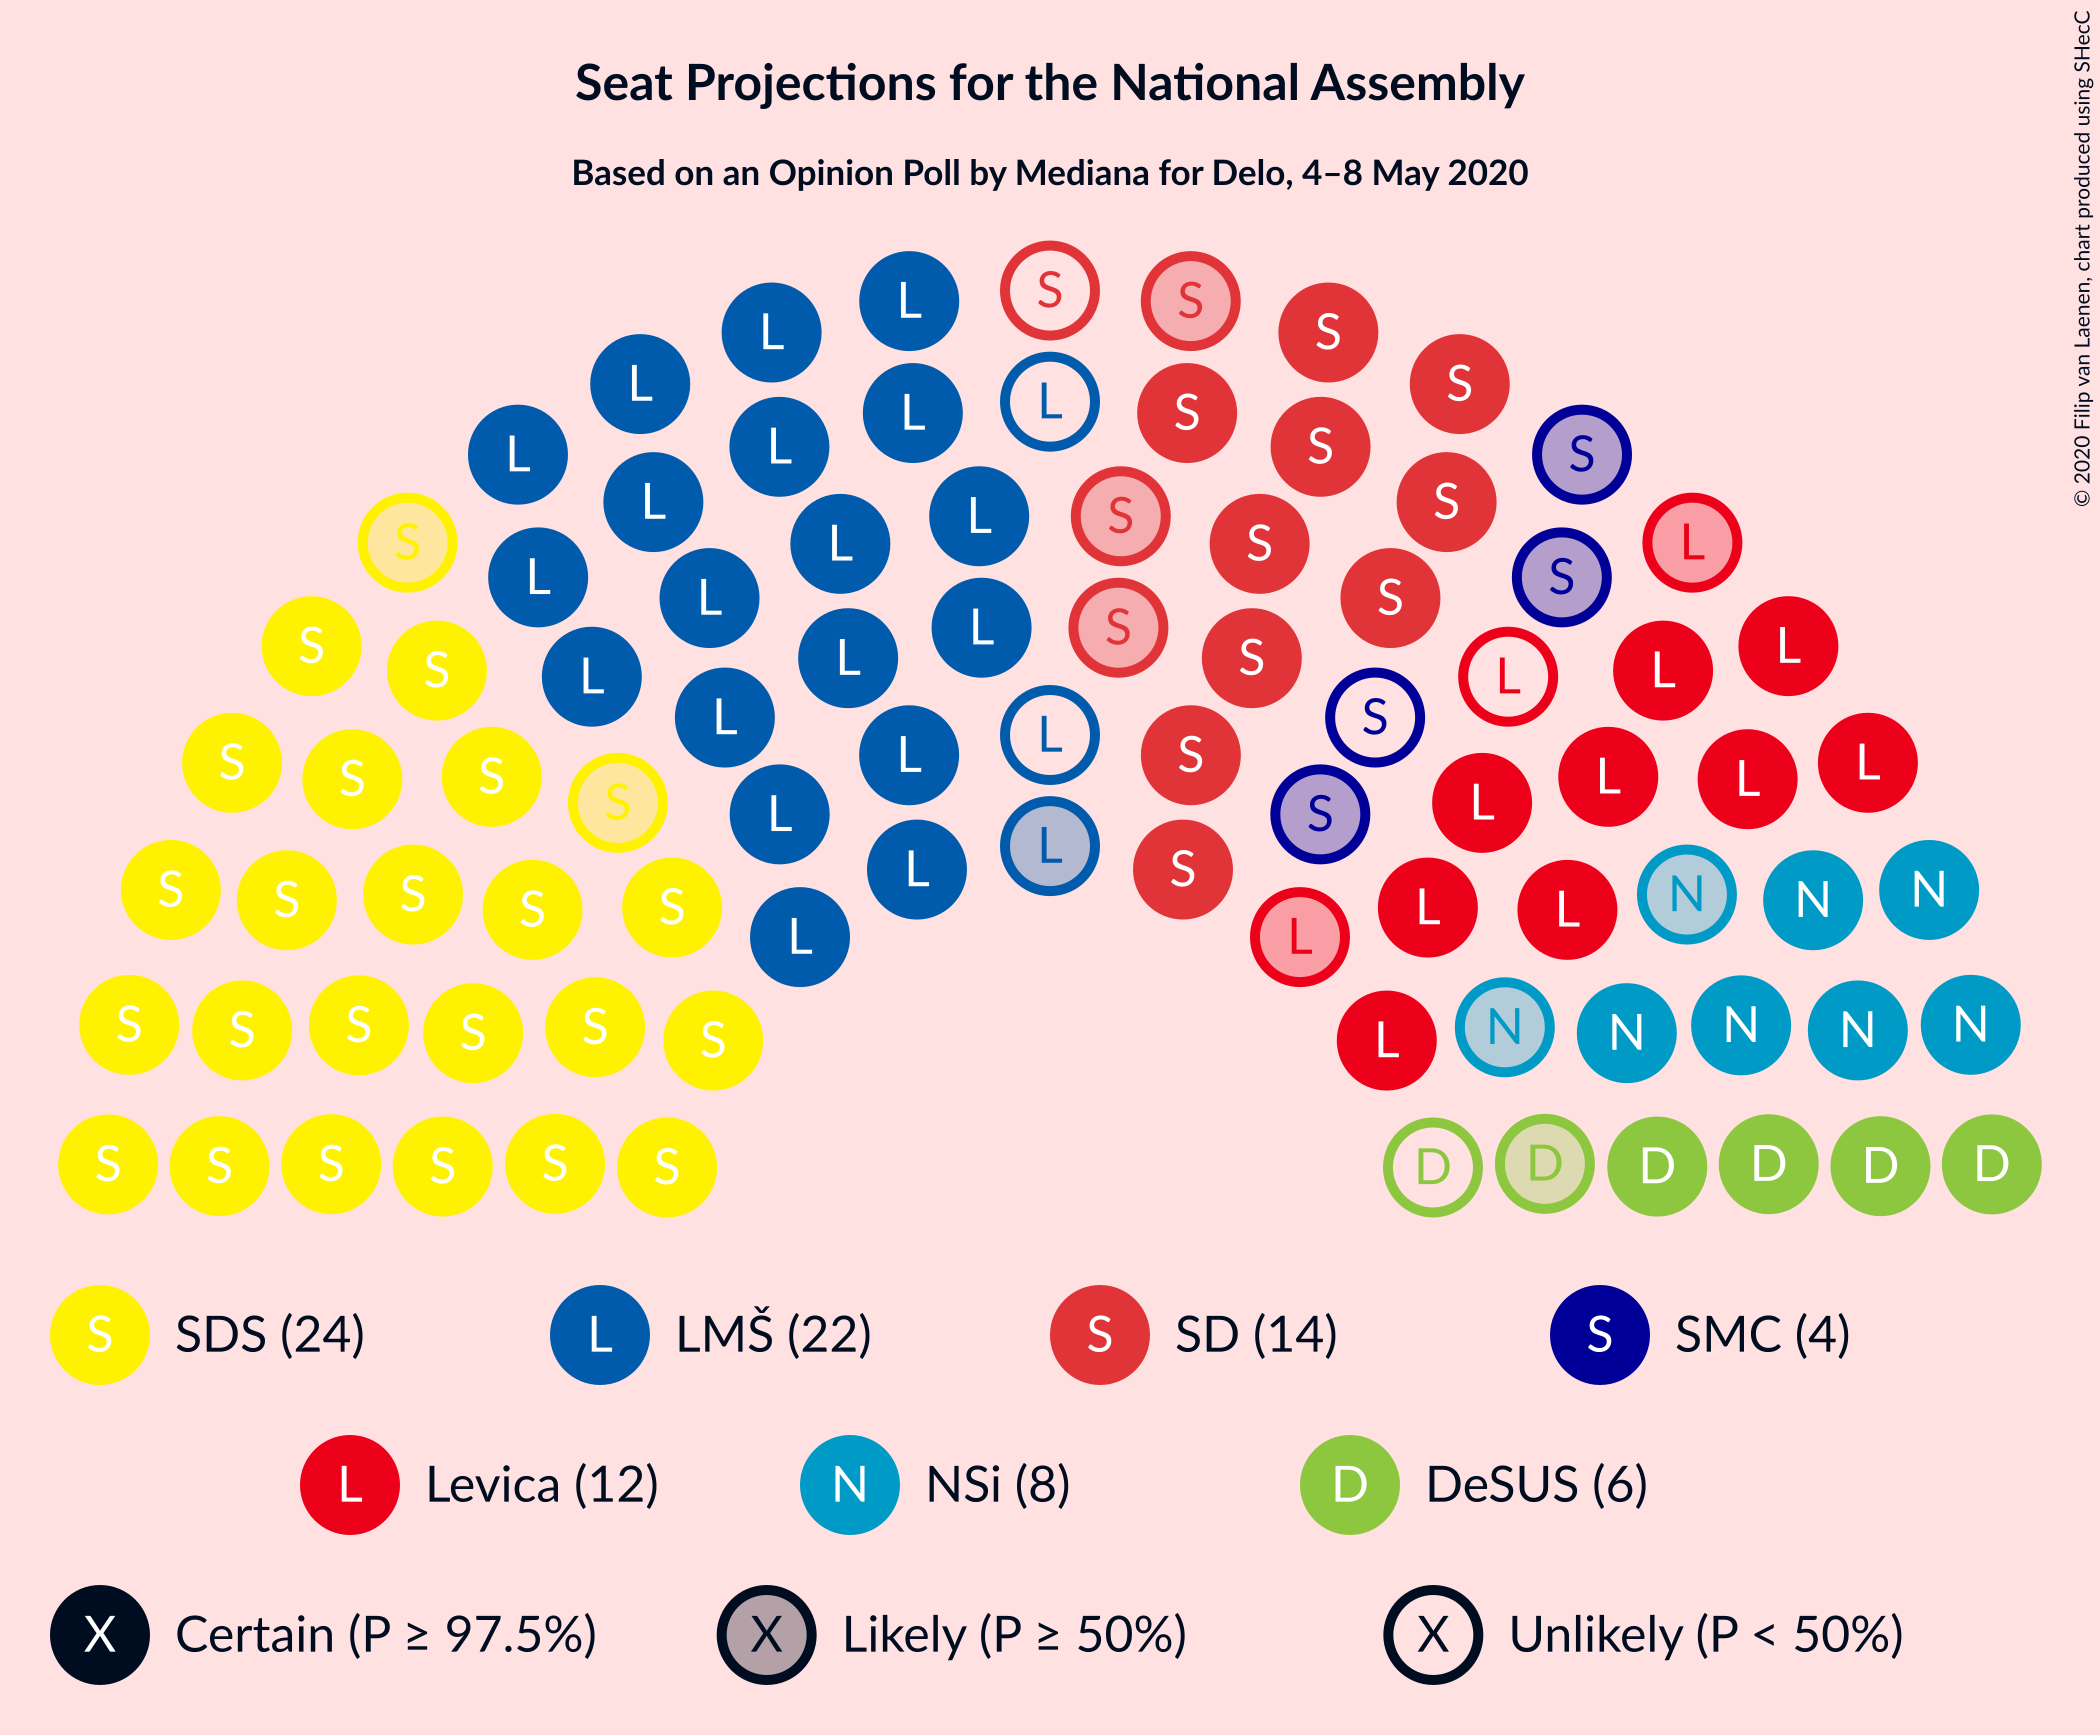 Seat Projections for the National Assembly
Based on an Opinion Poll by Mediana for Delo, 4–8 May 2020
© 2020 Filip van Laenen, chart produced using SHecC
S S L L
L S S S
L L L L S S S S
S L L L S S S L
S S L L L L S S S L L L
S S S S L L L S S L L L L L
S S S S S L L L S L L L N N N
S S S S S S L L L N N N N N
S S S S S S D D D D D D
S SDS (24)
L LMŠ (22)
S SD (14)
S SMC (4)
L Levica (12)
N NSi (8)
D DeSUS (6)
X Certain (P ≥ 97.5%)
X Likely (P ≥ 50%)
X Unlikely (P < 50%)